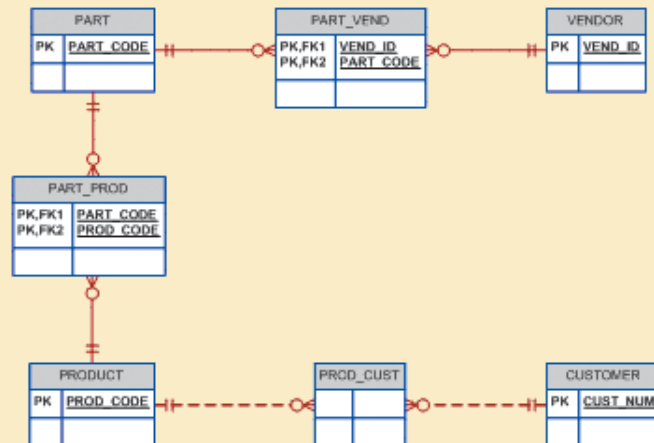 PART
PK PART_CODE
PART_VEND
PK,FK1 VEND_ID
PK,FK2 PART_CODE
VENDOR
PK VEND_ID
PART_PROD
PK,FK1 PART_CODE
PK,FK2 PROD_CODE
PRODUCT
PK PROD_CODE
PROD_CUST
CUSTOMER
PK CUST_NUM